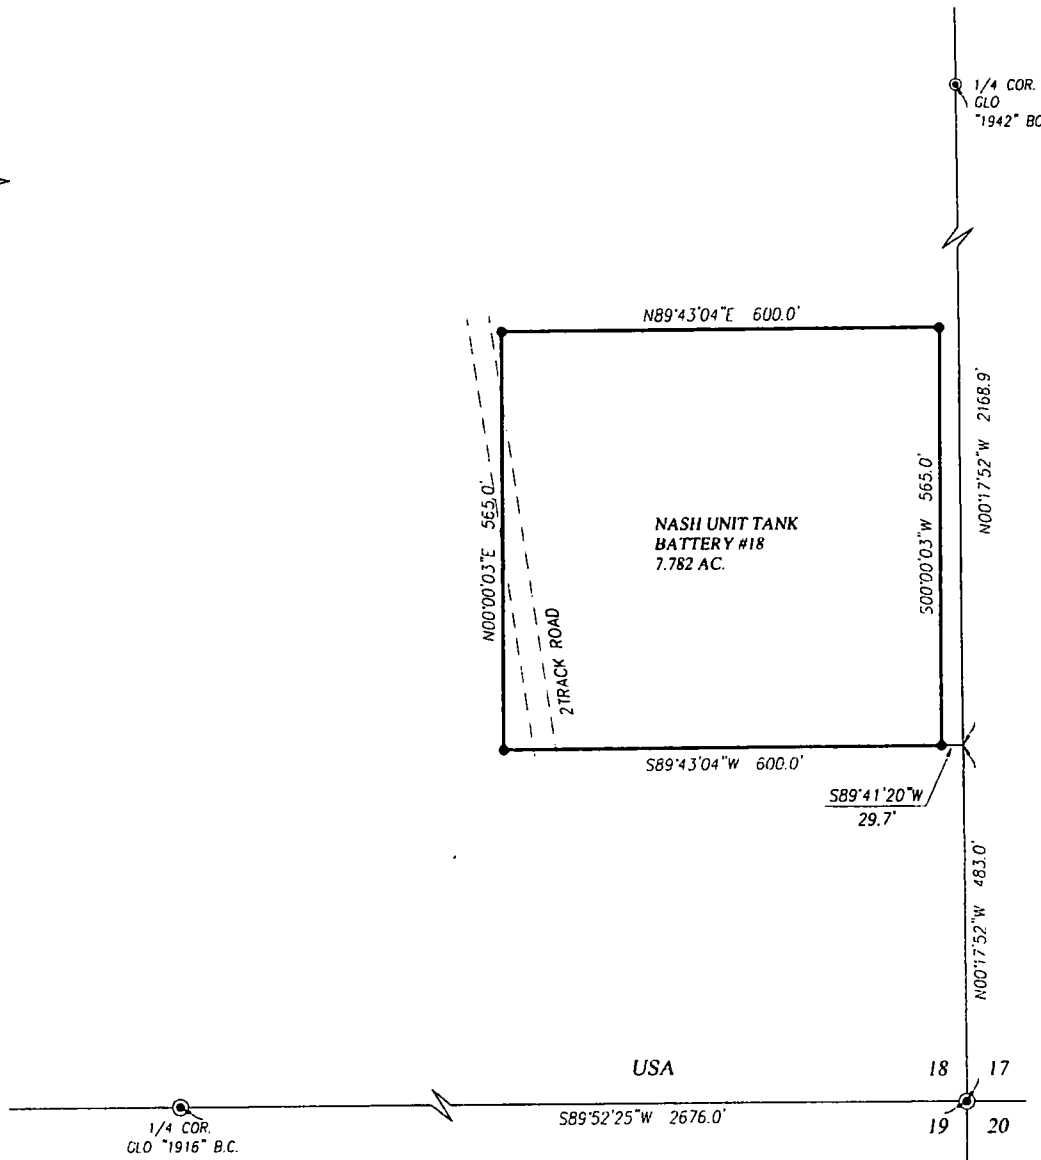 1/4 COR.
GLO
"1942" BC
N89°43'04"E 600.0'
N00°17'52"W 2168.9'
N00°00'03"E 565.0'
S00°00'03"W 565.0'
NASH UNIT TANK
BATTERY #18
7.782 AC.
2 TRACK ROAD
S89°43'04"W 600.0'
S89°41'20"W
29.7'
N00°17'52"W 483.0'
USA
18 17
S89°52'25"W 2676.0'
19 20
1/4 COR.
GLO "1916" B.C.